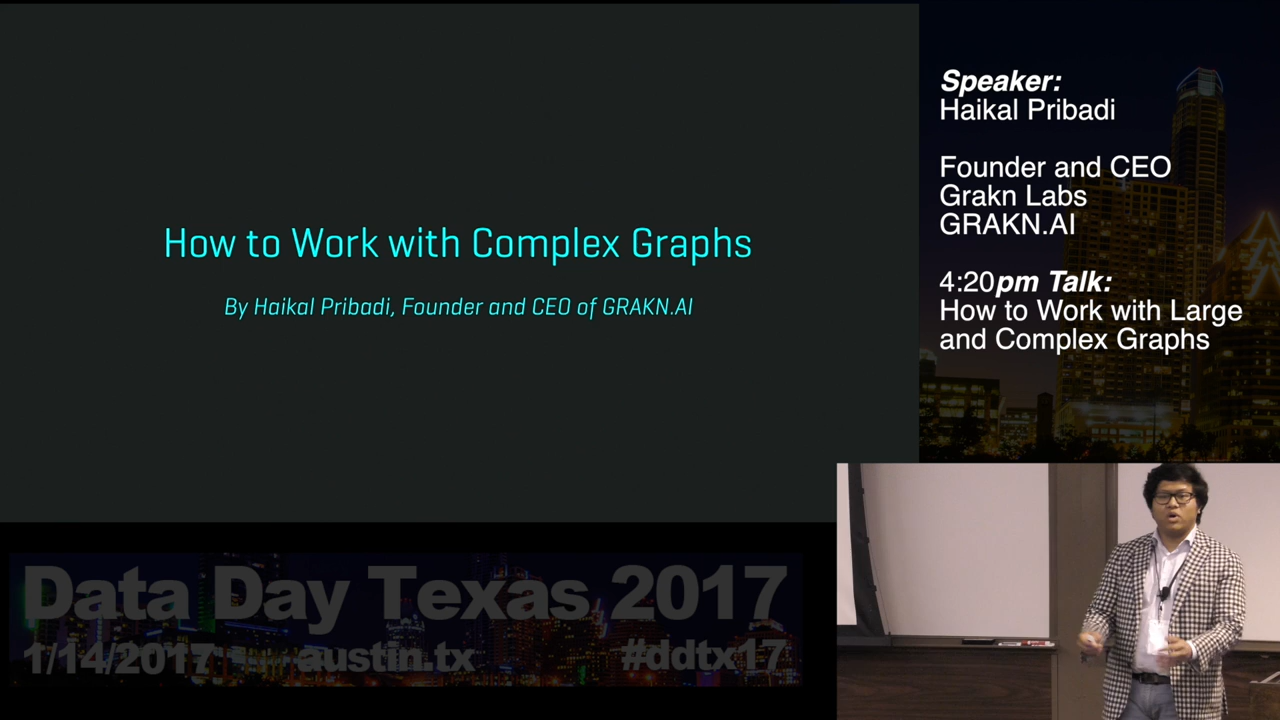 How to Work with Complex Graphs
By Haikal Pribadi, Founder and CEO of GRAKN.AI
Speaker:
Haikal Pribadi
Founder and CEO
Grakn Labs
GRAKN.AI
4:20pm Talk:
How to Work with Large
and Complex Graphs
Data Day Texas 2017
1/14/2017 austin.tx #ddtx17